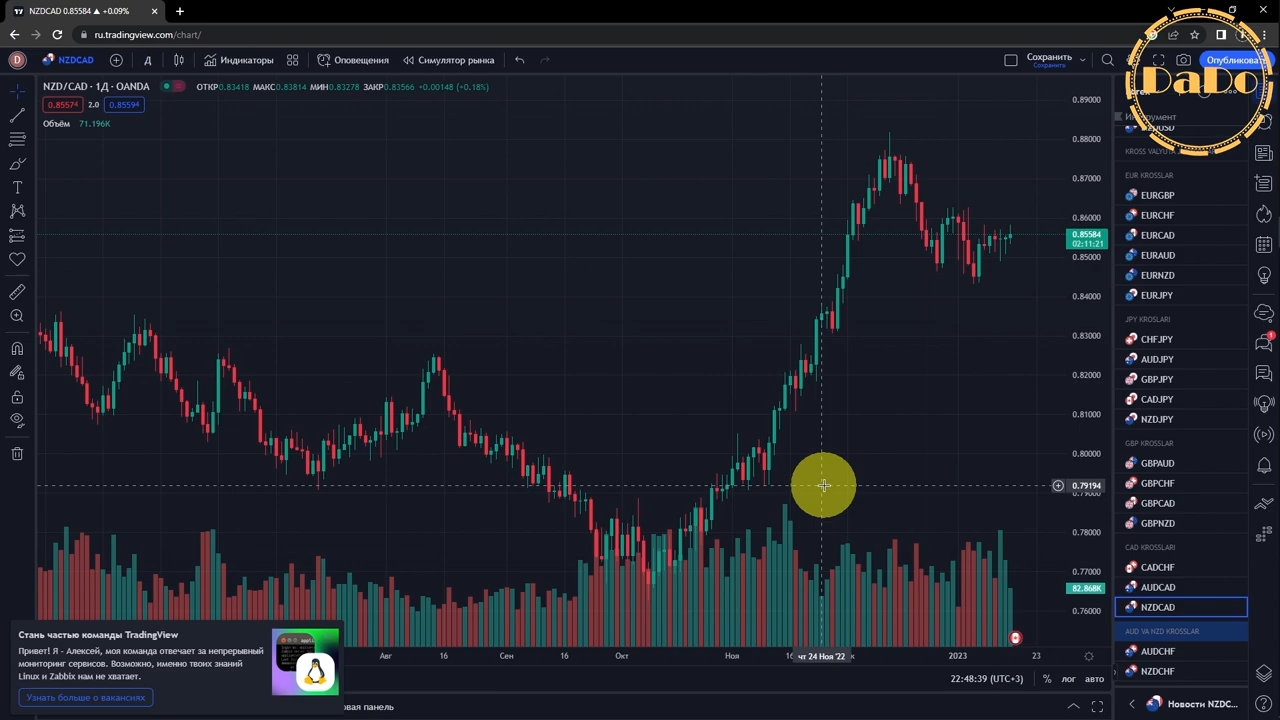 NZDCAD 0.85584 ▲ +0.09%
ru.tradingview.com/chart/
D
NZDCAD
Д
Индикаторы
Оповещения
Симулятор рынка
Сохранить
Сохранить
Опубликовать
DaDo
NZD/CAD · 1Д · OANDA
ОТКР0.83418 МАКС0.83814 МИН0.83278 ЗАКР0.83566 +0.00148 (+0.18%)
0.85574 2.0 0.85594
Объём 71.196K
0.89000
0.88000
0.87000
0.86000
0.85584
02:11:21
0.85000
0.84000
0.83000
0.82000
0.81000
0.80000
0.79194
0.79000
0.78000
0.77000
82.868K
0.76000
Инструмент
NZDUSD
EUR KROSSLAR
EURGBP
EURCHF
EURCAD
EURAUD
EURNZD
EURJPY
JPY KROSLARI
CHFJPY
AUDJPY
GBPJPY
CADJPY
NZDJPY
GBP KROSSLAR
GBPAUD
GBPCHF
GBPCAD
GBPNZD
CAD KROSSLARI
CADCHF
AUDCAD
NZDCAD
AUD VA NZD KROSSLAR
AUDCHF
NZDCHF
Новости NZDC...
1
Авг 16 Сен 16 Окт Ноя 16 чт 24 Ноя '22 2023 23
22:48:39 (UTC+3) % лог авто
Стань частью команды TradingView
Привет! Я - Алексей, моя команда отвечает за непрерывный
мониторинг сервисов. Возможно, именно твоих знаний
Linux и Zabbix нам не хватает.
Узнать больше о вакансиях
овая панель